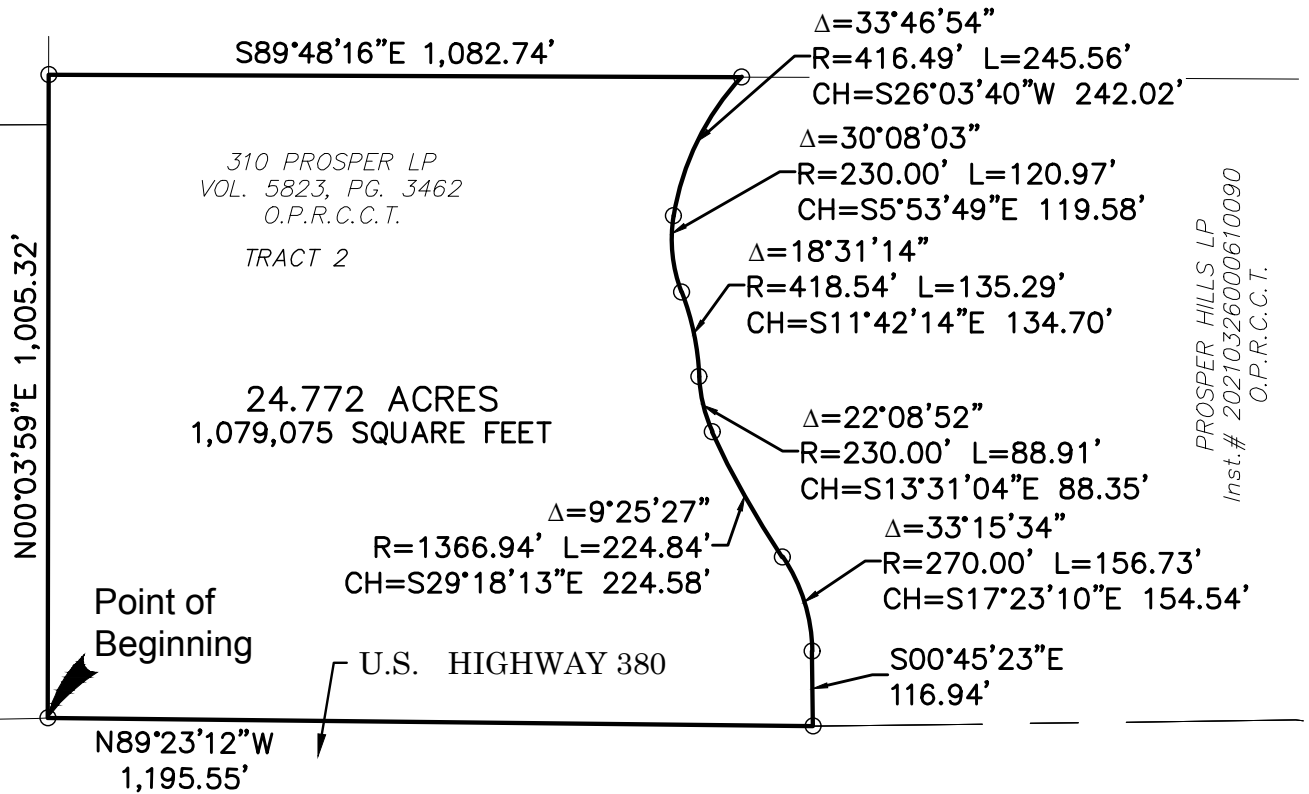 S89°48'16"E 1,082.74'
Δ=33°46'54"
R=416.49' L=245.56'
CH=S26°03'40"W 242.02'
Δ=30°08'03"
R=230.00' L=120.97'
CH=S5°53'49"E 119.58'
310 PROSPER LP
VOL. 5823, PG. 3462
O.P.R.C.C.T.
TRACT 2
Δ=18°31'14"
R=418.54' L=135.29'
CH=S11°42'14"E 134.70'
N00°03'59"E 1,005.32'
PROSPER HILLS LP
Inst.# 20210326000610090
O.P.R.C.C.T.
24.772 ACRES
1,079,075 SQUARE FEET
Δ=22°08'52"
R=230.00' L=88.91'
CH=S13°31'04"E 88.35'
Δ=9°25'27"
R=1366.94' L=224.84'
CH=S29°18'13"E 224.58'
Δ=33°15'34"
R=270.00' L=156.73'
CH=S17°23'10"E 154.54'
Point of
Beginning
U.S. HIGHWAY 380
S00°45'23"E
116.94'
N89°23'12"W
1,195.55'